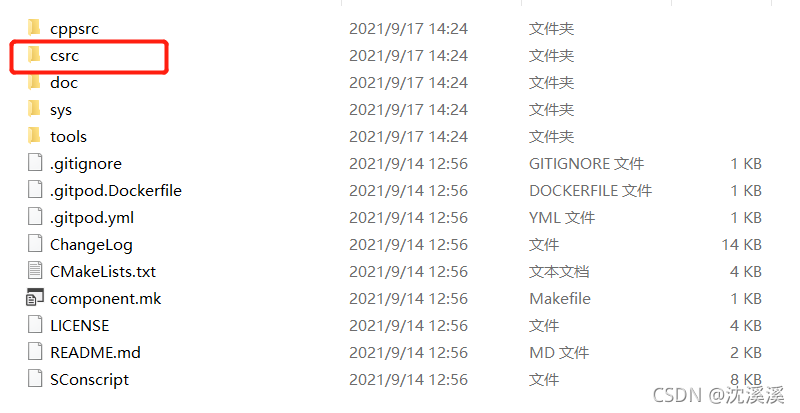 cppsrc 2021/9/17 14:24 文件夹
csrc 2021/9/17 14:24 文件夹
doc 2021/9/17 14:24 文件夹
sys 2021/9/17 14:24 文件夹
tools 2021/9/17 14:24 文件夹
.gitignore 2021/9/14 12:56 GITIGNORE 文件 1 KB
.gitpod.Dockerfile 2021/9/14 12:56 DOCKERFILE 文件 1 KB
.gitpod.yml 2021/9/14 12:56 YML 文件 1 KB
ChangeLog 2021/9/14 12:56 文件 14 KB
CMakeLists.txt 2021/9/14 12:56 文本文档 4 KB
component.mk 2021/9/14 12:56 Makefile 1 KB
LICENSE 2021/9/14 12:56 文件 4 KB
README.md 2021/9/14 12:56 MD 文件 2 KB
SConscript 2021/9/14 12:56 文件 8 KB
CSDN @沈溪溪